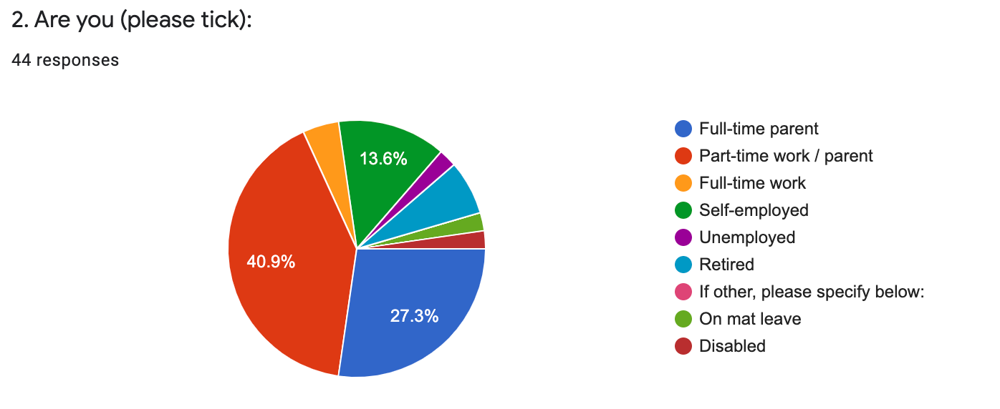 2. Are you (please tick):
44 responses
13.6%
40.9%
27.3%
Full-time parent
Part-time work / parent
Full-time work
Self-employed
Unemployed
Retired
If other, please specify below:
On mat leave
Disabled